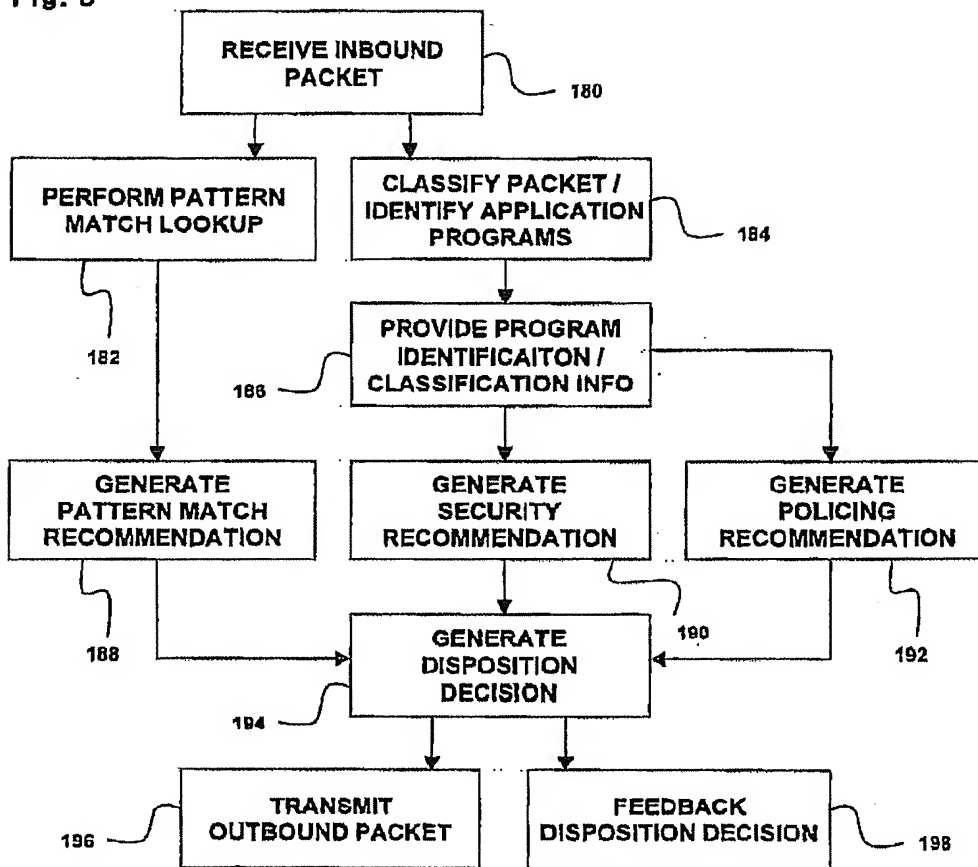 RECEIVE INBOUND
PACKET
180
PERFORM PATTERN
MATCH LOOKUP
182
CLASSIFY PACKET /
IDENTIFY APPLICATION
PROGRAMS
184
PROVIDE PROGRAM
IDENTIFICAITON /
CLASSIFICATION INFO
186
GENERATE
PATTERN MATCH
RECOMMENDATION
188
GENERATE
SECURITY
RECOMMENDATION
190
GENERATE
POLICING
RECOMMENDATION
192
GENERATE
DISPOSITION
DECISION
194
TRANSMIT
OUTBOUND PACKET
196
FEEDBACK
DISPOSITION DECISION
198